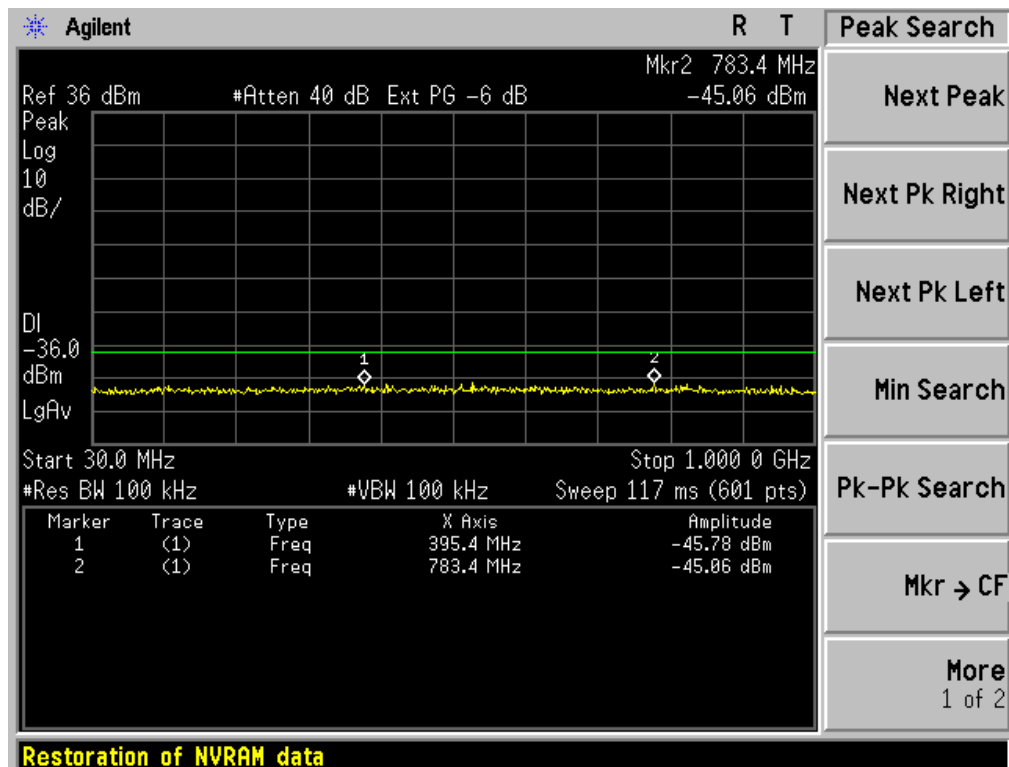 Agilent
R T
Peak Search
Mkr2 783.4 MHz
Ref 36 dBm #Atten 40 dB Ext PG -6 dB -45.06 dBm
Peak
Log
10
dB/
DI
-36.0
dBm
LgAv
1
2
Start 30.0 MHz Stop 1.000 0 GHz
#Res BW 100 kHz #VBW 100 kHz Sweep 117 ms (601 pts)
Marker Trace Type X Axis Amplitude
1 (1) Freq 395.4 MHz -45.78 dBm
2 (1) Freq 783.4 MHz -45.06 dBm
Next Peak
Next Pk Right
Next Pk Left
Min Search
Pk-Pk Search
Mkr → CF
More
1 of 2
Restoration of NVRAM data